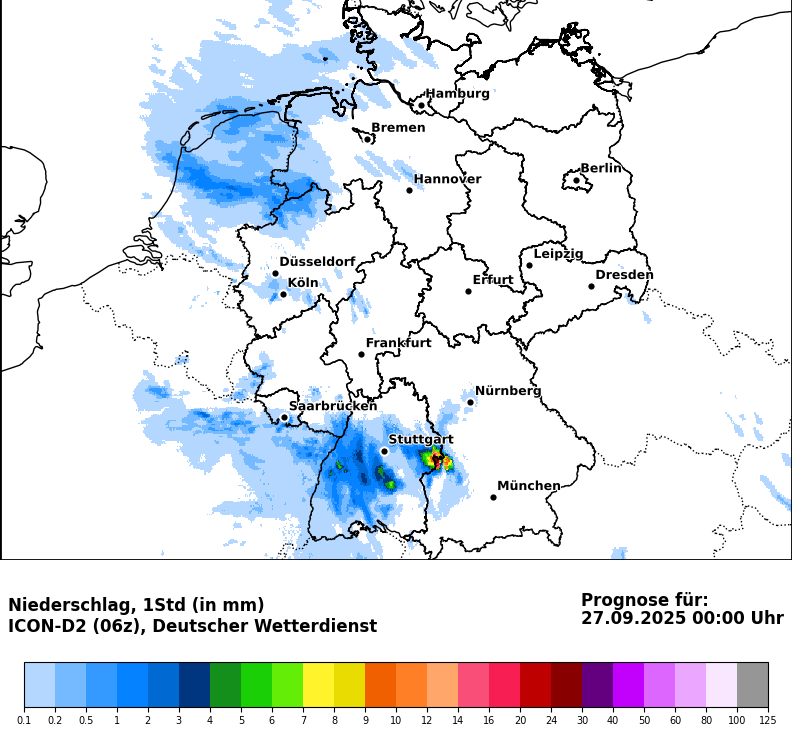 Hamburg
Bremen
Berlin
Hannover
Leipzig
Düsseldorf
Dresden
Köln
Erfurt
Frankfurt
Nürnberg
Saarbrücken
Stuttgart
München
Niederschlag, 1Std (in mm)
ICON-D2 (06z), Deutscher Wetterdienst
Prognose für:
27.09.2025 00:00 Uhr
0.1 0.2 0.5 1 2 3 4 5 6 7 8 9 10 12 14 16 20 24 30 40 50 60 80 100 125